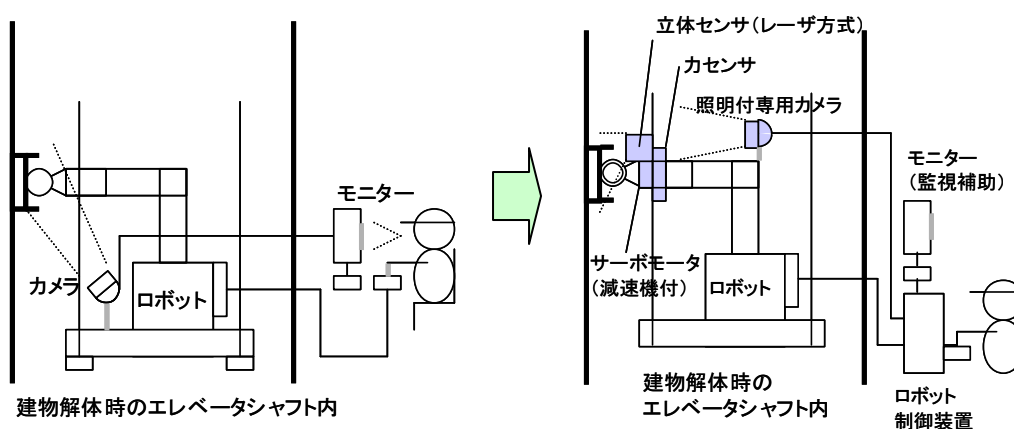 モニター
カメラ
ロボット
建物解体時のエレベータシャフト内
立体センサ(レーザ方式)
力センサ
照明付専用カメラ
モニター
(監視補助)
サーボモータ
(減速機付)
ロボット
建物解体時の
エレベータシャフト内
ロボット
制御装置